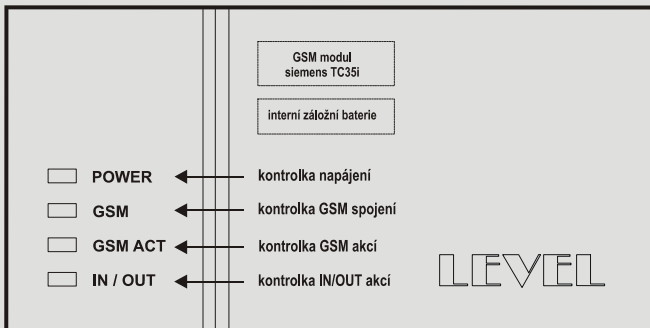 GSM modul
siemens TC35i
interní záložní baterie
POWER kontrolka napájení
GSM kontrolka GSM spojení
GSM ACT kontrolka GSM akcí
IN / OUT kontrolka IN/OUT akcí
LEVEL